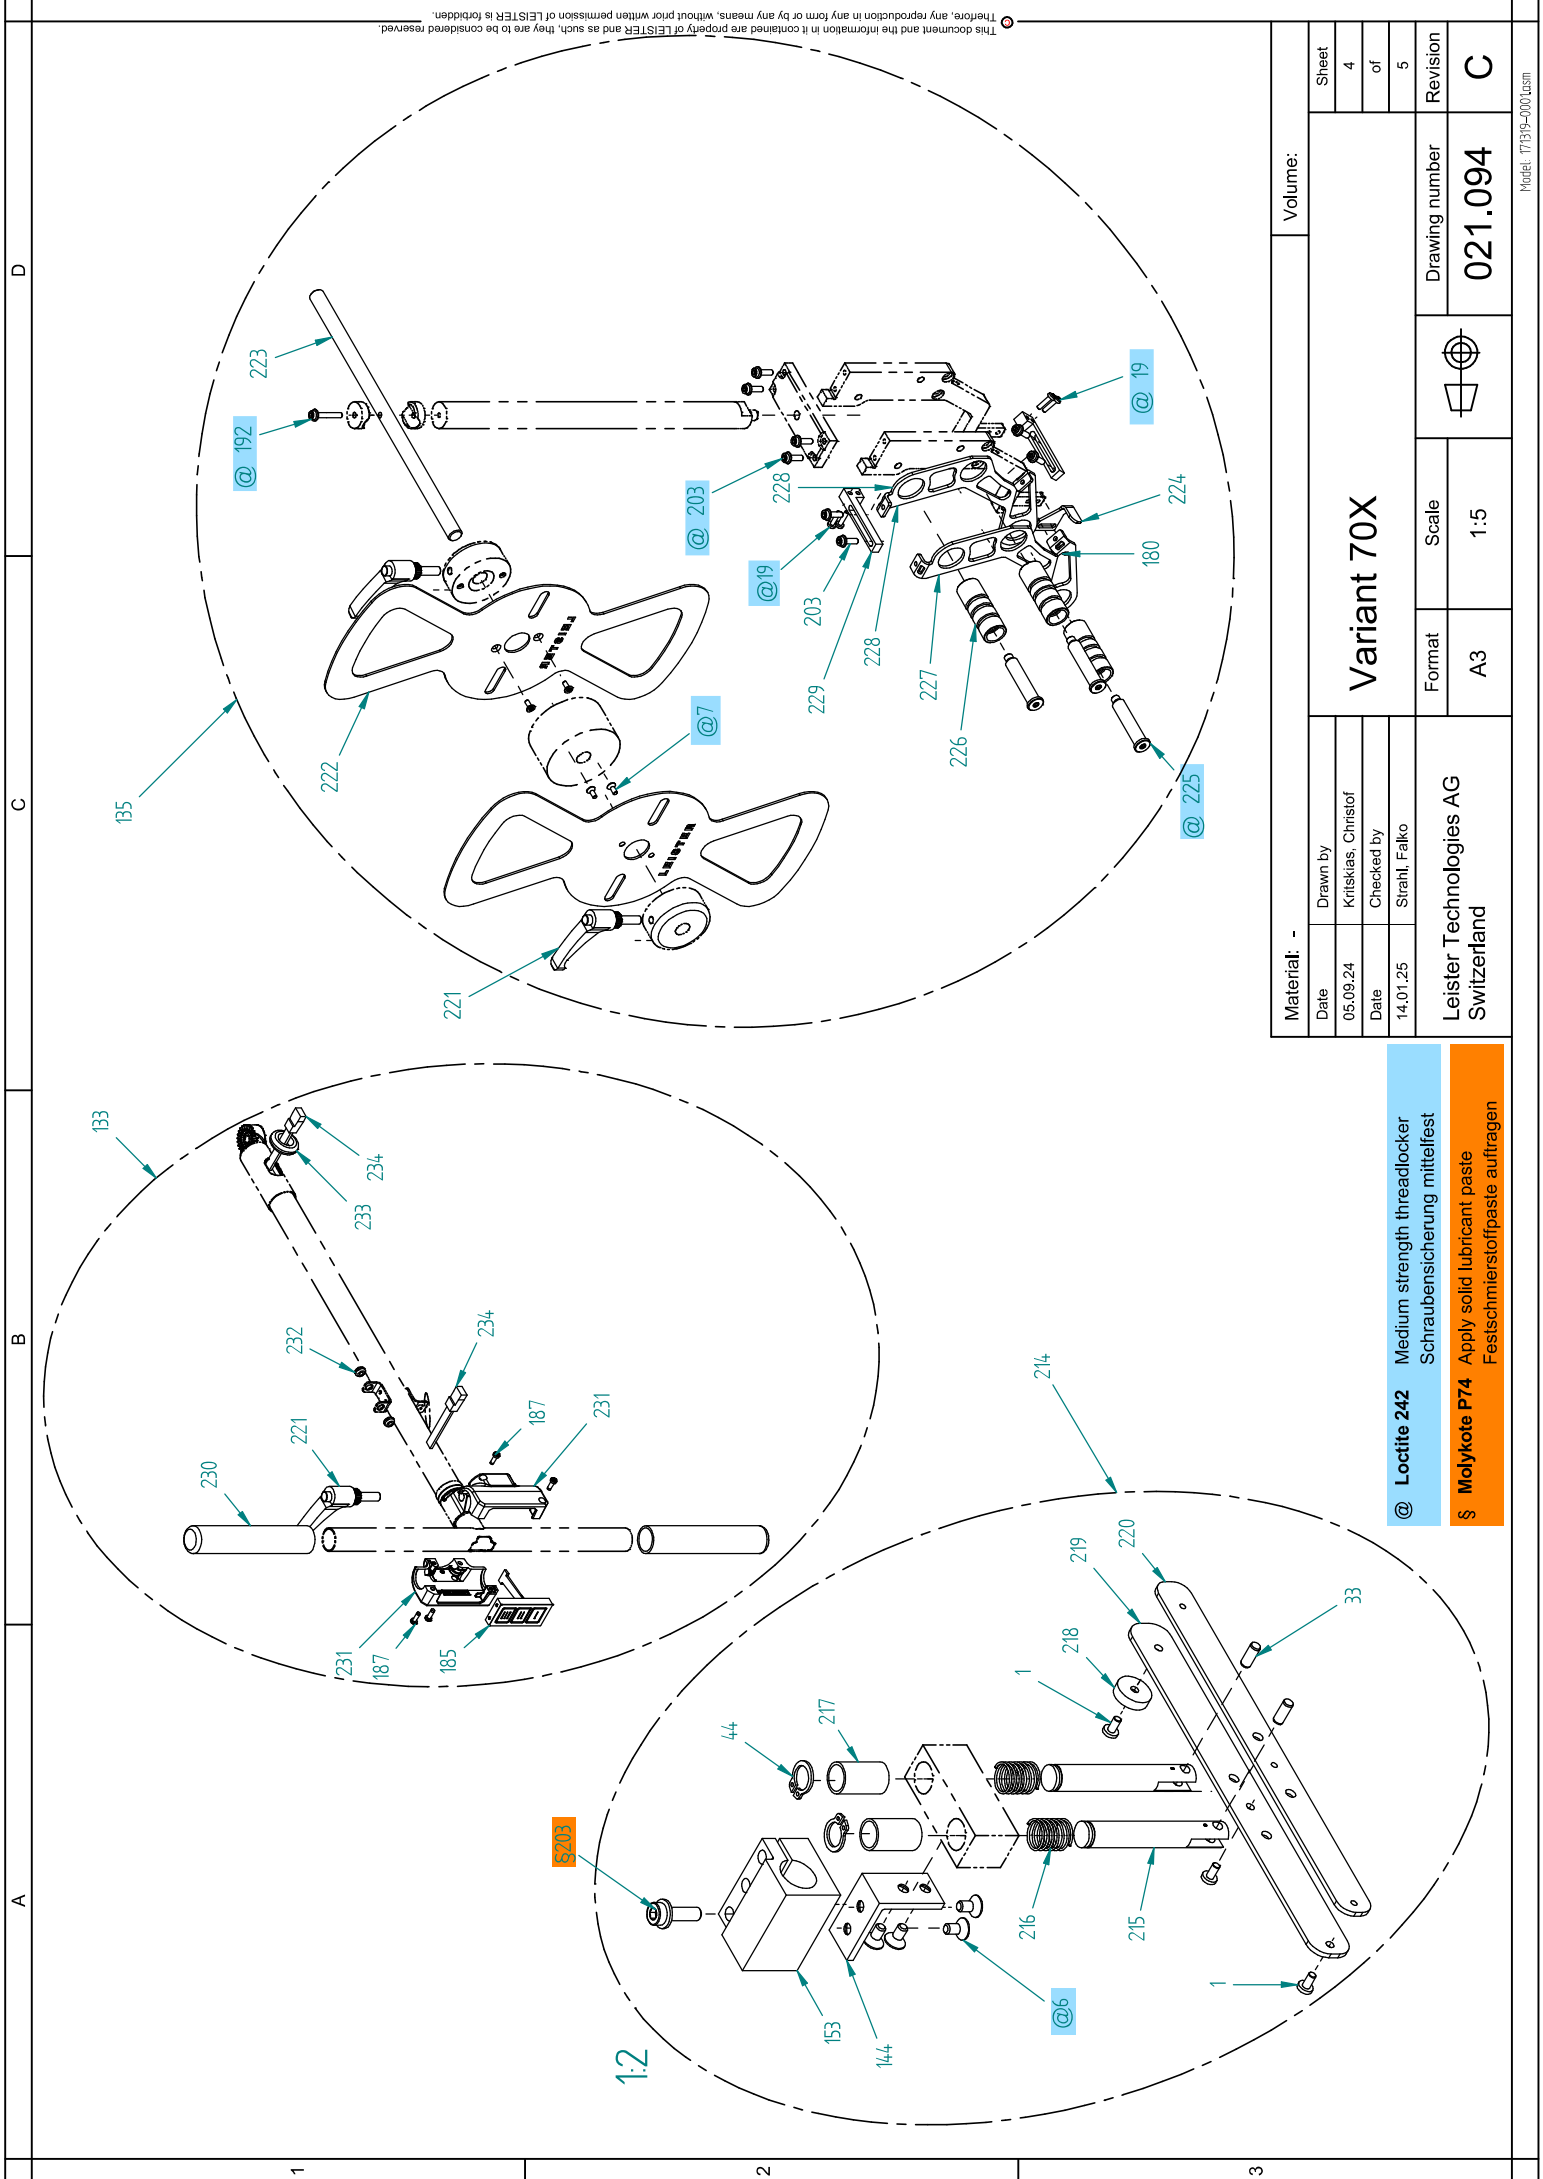 This document and the information in it contained are property of LEISTER and as such, they are to be considered reserved.
Therfore, any reproduction in any form or by any means, without prior written permission of LEISTER is forbidden.
A
B
C
D
1
2
3
133
230
221
232
233
234
234
187
231
231
187
185
135
222
223
@ 192
221
@7
@ 203
228
@19
203
229
228
227
226
@ 225
180
224
@ 19
1:2
§203
44
217
153
144
@6
216
215
1
1
218
219
220
33
214
@ Loctite 242 Medium strength threadlocker
Schraubensicherung mittelfest
§ Molykote P74 Apply solid lubricant paste
Festschmierstoffpaste auftragen
Material: -
Volume:
Date
Drawn by
05.09.24
Kritskias, Christof
Date
Checked by
14.01.25
Strahl, Falko
Variant 70X
Sheet
4
of
5
Leister Technologies AG
Switzerland
Format
A3
Scale
1:5
Drawing number
021.094
Revision
C
Model: 171319-0001.asm
LEISTER
LEISTER